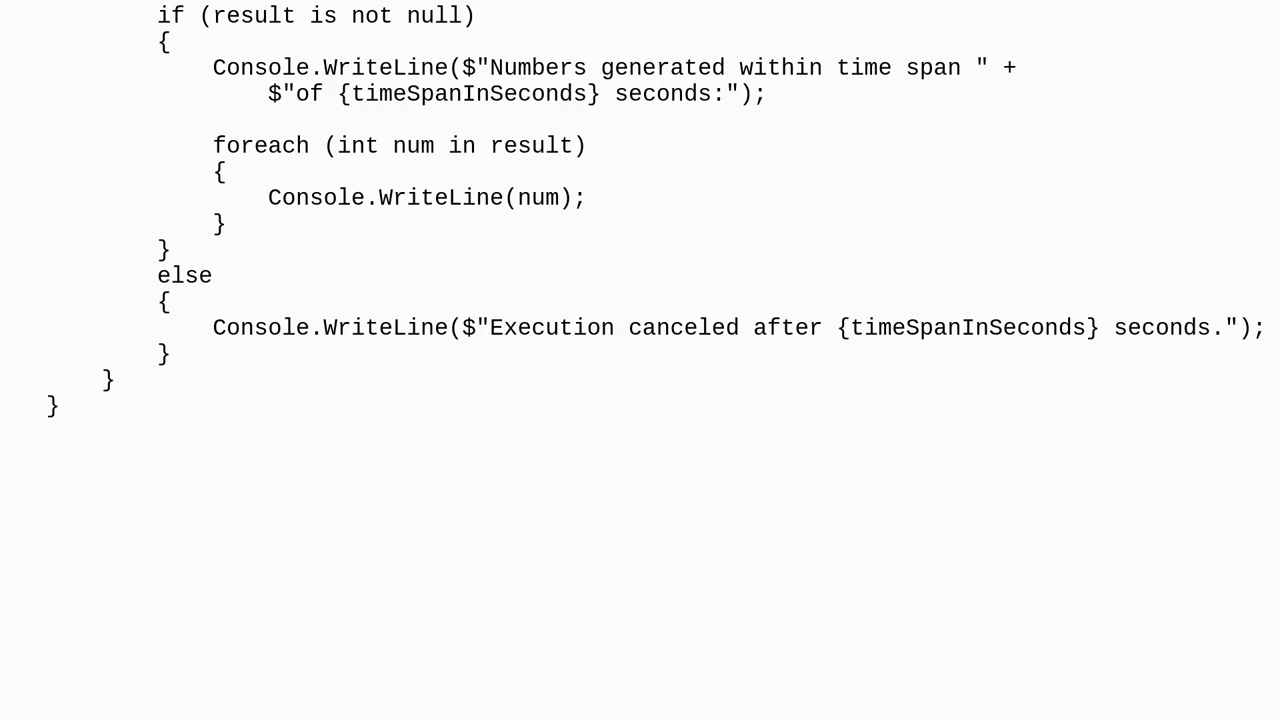 if (result is not null)
{
Console.WriteLine($"Numbers generated within time span " +
$"of {timeSpanInSeconds} seconds:");
foreach (int num in result)
{
Console.WriteLine(num);
}
}
else
{
Console.WriteLine($"Execution canceled after {timeSpanInSeconds} seconds.");
}
}
}